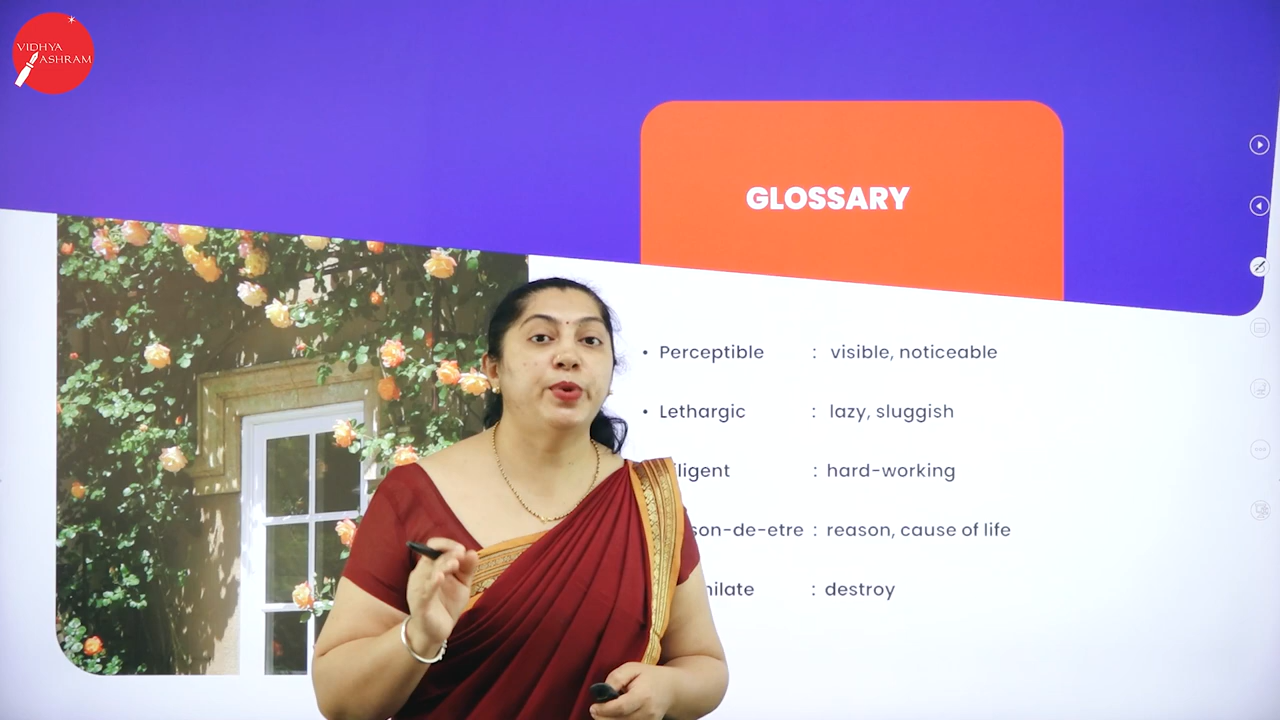 VIDHYA
ASHRAM
GLOSSARY
• Perceptible : visible, noticeable
• Lethargic : lazy, sluggish
: hard-working
: reason, cause of life
: destroy